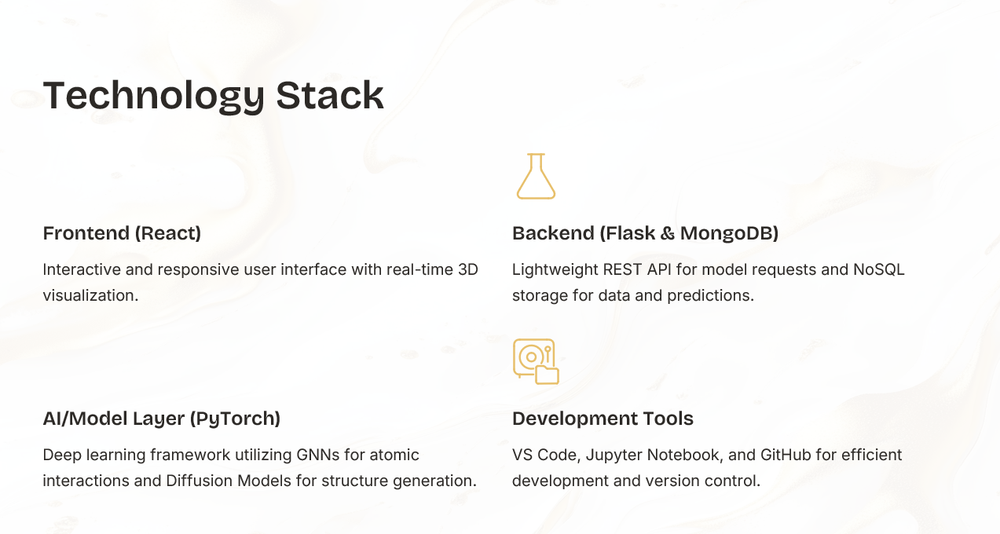 Technology Stack
Frontend (React)
Interactive and responsive user interface with real-time 3D
visualization.
Backend (Flask & MongoDB)
Lightweight REST API for model requests and NoSQL
storage for data and predictions.
AI/Model Layer (PyTorch)
Deep learning framework utilizing GNNs for atomic
interactions and Diffusion Models for structure generation.
Development Tools
VS Code, Jupyter Notebook, and GitHub for efficient
development and version control.